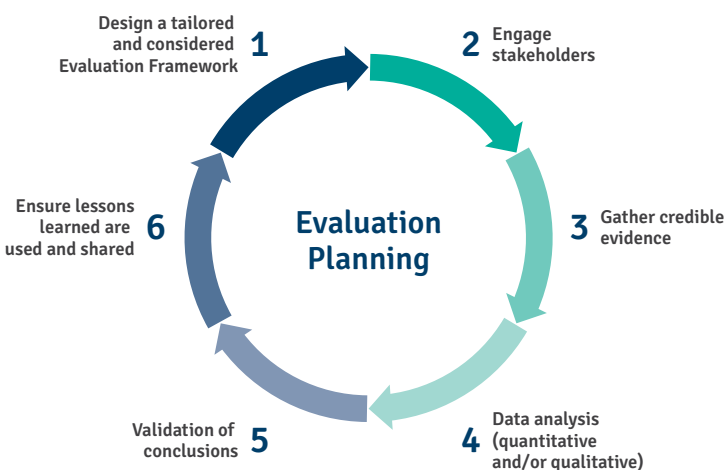 Design a tailored
and considered
Evaluation Framework
1
2
Engage
stakeholders
3
Gather credible
evidence
4
Data analysis
(quantitative
and/or qualitative)
5
Validation of
conclusions
6
Ensure lessons
learned are
used and shared
Evaluation
Planning